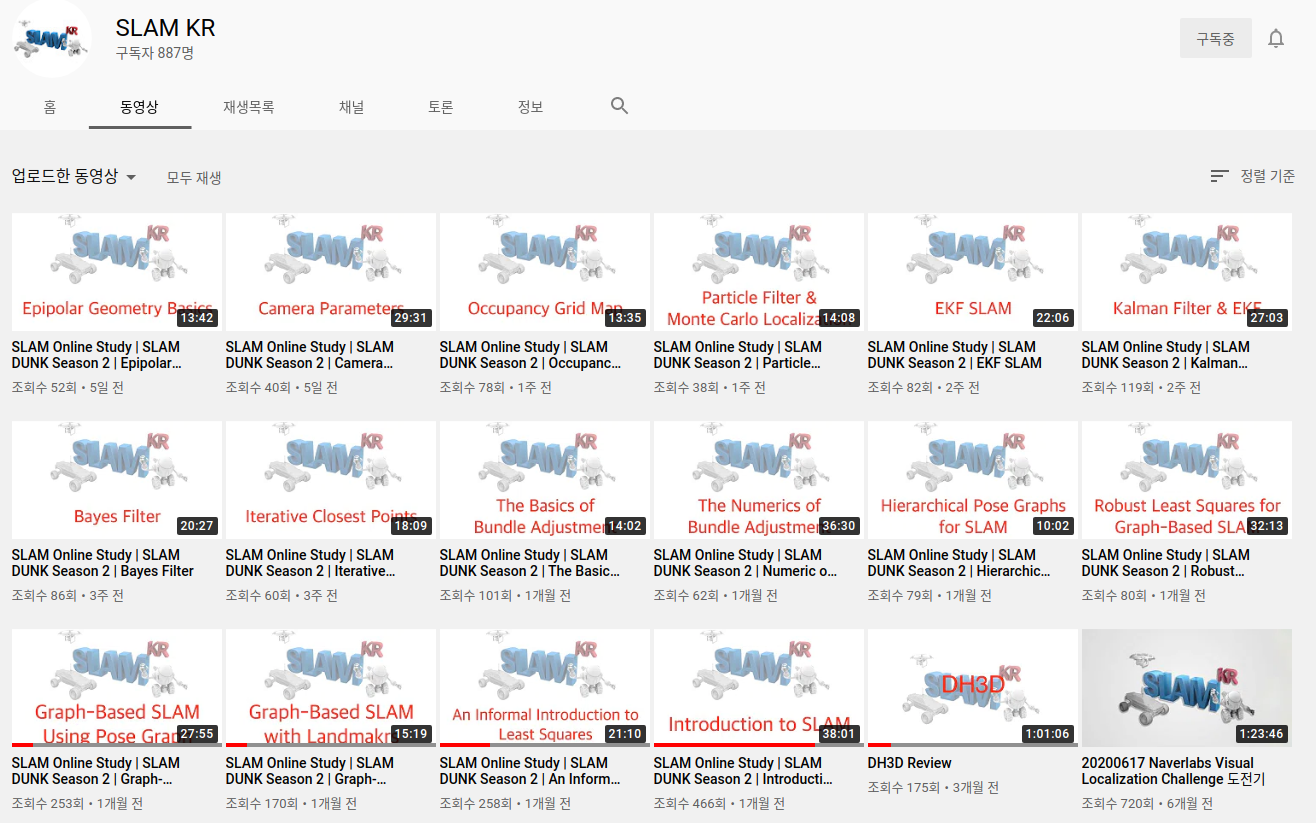 SLAM KR
SLAM KR
구독자 887명
구독중
홈
동영상
재생목록
채널
토론
정보
업로드한 동영상
모두 재생
정렬 기준
SLAM KR
Epipolar Geometry Basics
13:42
SLAM Online Study | SLAM
DUNK Season 2 | Epipolar...
조회수 52회 • 5일 전
SLAM KR
Camera Parameters
29:31
SLAM Online Study | SLAM
DUNK Season 2 | Camera...
조회수 40회 • 5일 전
SLAM KR
Occupancy Grid Map
13:35
SLAM Online Study | SLAM
DUNK Season 2 | Occupanc...
조회수 78회 • 1주 전
SLAM KR
Particle Filter &
Monte Carlo Localiza
14:08
SLAM Online Study | SLAM
DUNK Season 2 | Particle...
조회수 38회 • 1주 전
SLAM KR
EKF SLAM
22:06
SLAM Online Study | SLAM
DUNK Season 2 | EKF SLAM
조회수 82회 • 2주 전
SLAM KR
Kalman Filter & EKF
27:03
SLAM Online Study | SLAM
DUNK Season 2 | Kalman...
조회수 119회 • 2주 전
SLAM KR
Bayes Filter
20:27
SLAM Online Study | SLAM
DUNK Season 2 | Bayes Filter
조회수 86회 • 3주 전
SLAM KR
Iterative Closest Points
18:09
SLAM Online Study | SLAM
DUNK Season 2 | Iterative...
조회수 60회 • 3주 전
SLAM KR
The Basics of
Bundle Adjustmen
14:02
SLAM Online Study | SLAM
DUNK Season 2 | The Basic...
조회수 101회 • 1개월 전
SLAM KR
The Numerics of
Bundle Adjustmen
36:30
SLAM Online Study | SLAM
DUNK Season 2 | Numeric o...
조회수 62회 • 1개월 전
SLAM KR
Hierarchical Pose Graphs
for SLAM
10:02
SLAM Online Study | SLAM
DUNK Season 2 | Hierarchic...
조회수 79회 • 1개월 전
SLAM KR
Robust Least Squares for
Graph-Based SLA
32:13
SLAM Online Study | SLAM
DUNK Season 2 | Robust...
조회수 80회 • 1개월 전
SLAM KR
Graph-Based SLAM
Using Pose Grap
27:55
SLAM Online Study | SLAM
DUNK Season 2 | Graph-...
조회수 253회 • 1개월 전
SLAM KR
Graph-Based SLAM
with Landmakr
15:19
SLAM Online Study | SLAM
DUNK Season 2 | Graph-...
조회수 170회 • 1개월 전
SLAM KR
An Informal Introduction to
Least Squares
21:10
SLAM Online Study | SLAM
DUNK Season 2 | An Inform...
조회수 258회 • 1개월 전
SLAM KR
Introduction to SLAM
38:01
SLAM Online Study | SLAM
DUNK Season 2 | Introducti...
조회수 466회 • 1개월 전
SLAM KR
DH3D
1:01:06
DH3D Review
조회수 175회 • 3개월 전
SLAM KR
1:23:46
20200617 Naverlabs Visual
Localization Challenge 도전기
조회수 720회 • 6개월 전